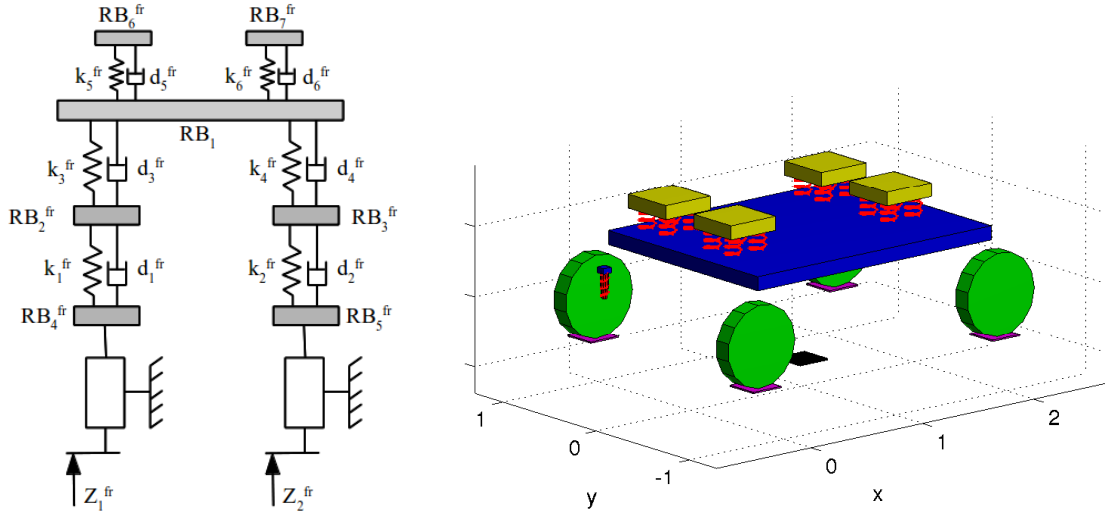 RB₆ᶠʳ RB₇ᶠʳ
k₅ᶠʳ d₅ᶠʳ k₆ᶠʳ d₆ᶠʳ
RB₁
k₃ᶠʳ d₃ᶠʳ k₄ᶠʳ d₄ᶠʳ
RB₂ᶠʳ RB₃ᶠʳ
k₁ᶠʳ d₁ᶠʳ k₂ᶠʳ d₂ᶠʳ
RB₄ᶠʳ RB₅ᶠʳ
Z₁ᶠʳ Z₂ᶠʳ
1 0 -1
y
0 1 2
x